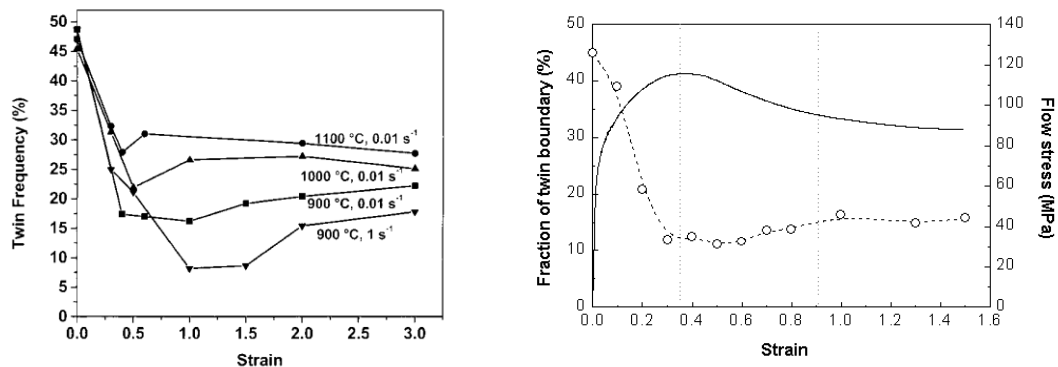 50
45
40
35
30
25
20
15
10
5
0
Twin Frequency (%)
1100 °C, 0.01 s-1
1000 °C, 0.01 s-1
900 °C, 0.01 s-1
900 °C, 1 s-1
0.0 0.5 1.0 1.5 2.0 2.5 3.0
Strain
50
40
30
20
10
0
Fraction of twin boundary (%)
140
120
100
80
60
40
20
0
Flow stress (MPa)
0.0 0.2 0.4 0.6 0.8 1.0 1.2 1.4 1.6
Strain